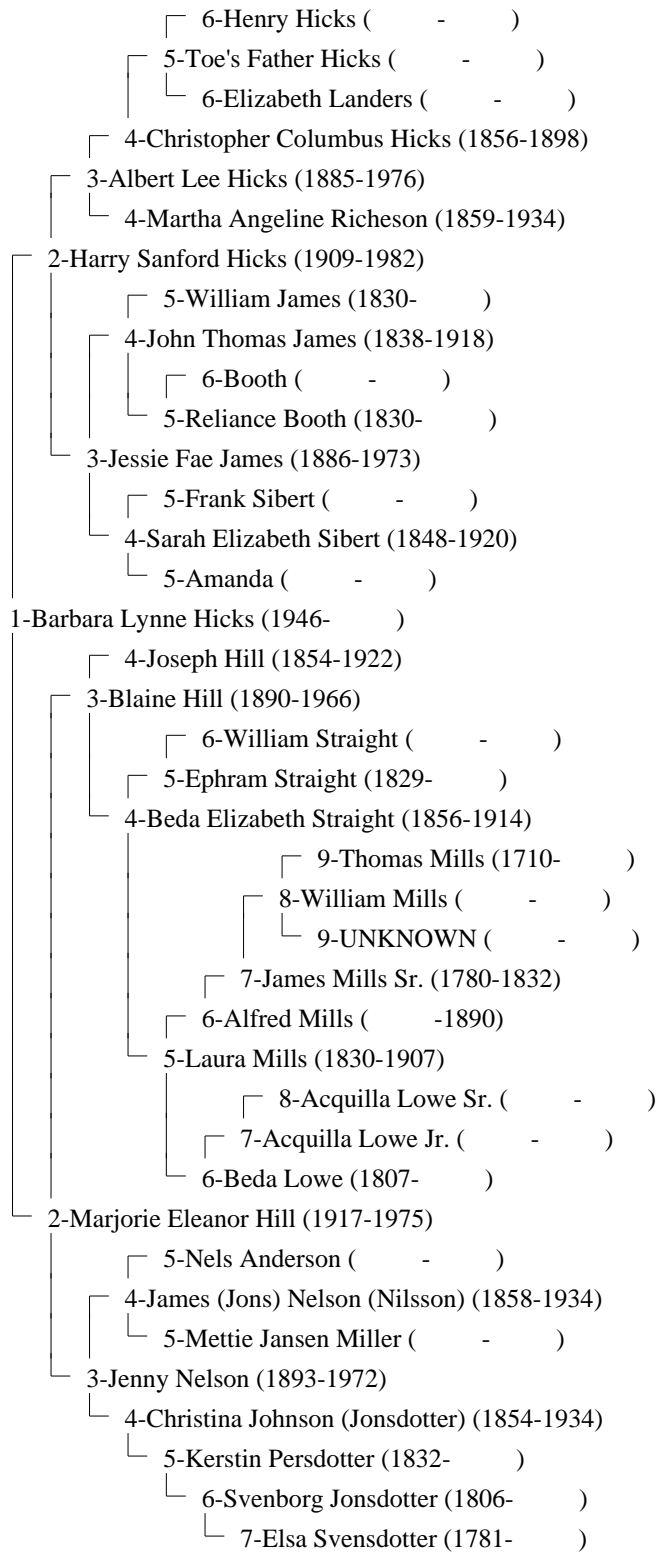 6-Henry Hicks ( - )
5-Toe's Father Hicks ( - )
6-Elizabeth Landers ( - )
4-Christopher Columbus Hicks (1856-1898)
3-Albert Lee Hicks (1885-1976)
4-Martha Angeline Richeson (1859-1934)
2-Harry Sanford Hicks (1909-1982)
5-William James (1830- )
4-John Thomas James (1838-1918)
6-Booth ( - )
5-Reliance Booth (1830- )
3-Jessie Fae James (1886-1973)
5-Frank Sibert ( - )
4-Sarah Elizabeth Sibert (1848-1920)
5-Amanda ( - )
1-Barbara Lynne Hicks (1946- )
4-Joseph Hill (1854-1922)
3-Blaine Hill (1890-1966)
6-William Straight ( - )
5-Ephram Straight (1829- )
4-Beda Elizabeth Straight (1856-1914)
9-Thomas Mills (1710- )
8-William Mills ( - )
9-UNKNOWN ( - )
7-James Mills Sr. (1780-1832)
6-Alfred Mills ( -1890)
5-Laura Mills (1830-1907)
8-Acquilla Lowe Sr. ( - )
7-Acquilla Lowe Jr. ( - )
6-Beda Lowe (1807- )
2-Marjorie Eleanor Hill (1917-1975)
5-Nels Anderson ( - )
4-James (Jons) Nelson (Nilsson) (1858-1934)
5-Mettie Jansen Miller ( - )
3-Jenny Nelson (1893-1972)
4-Christina Johnson (Jonsdotter) (1854-1934)
5-Kerstin Persdotter (1832- )
6-Svenborg Jonsdotter (1806- )
7-Elsa Svensdotter (1781- )